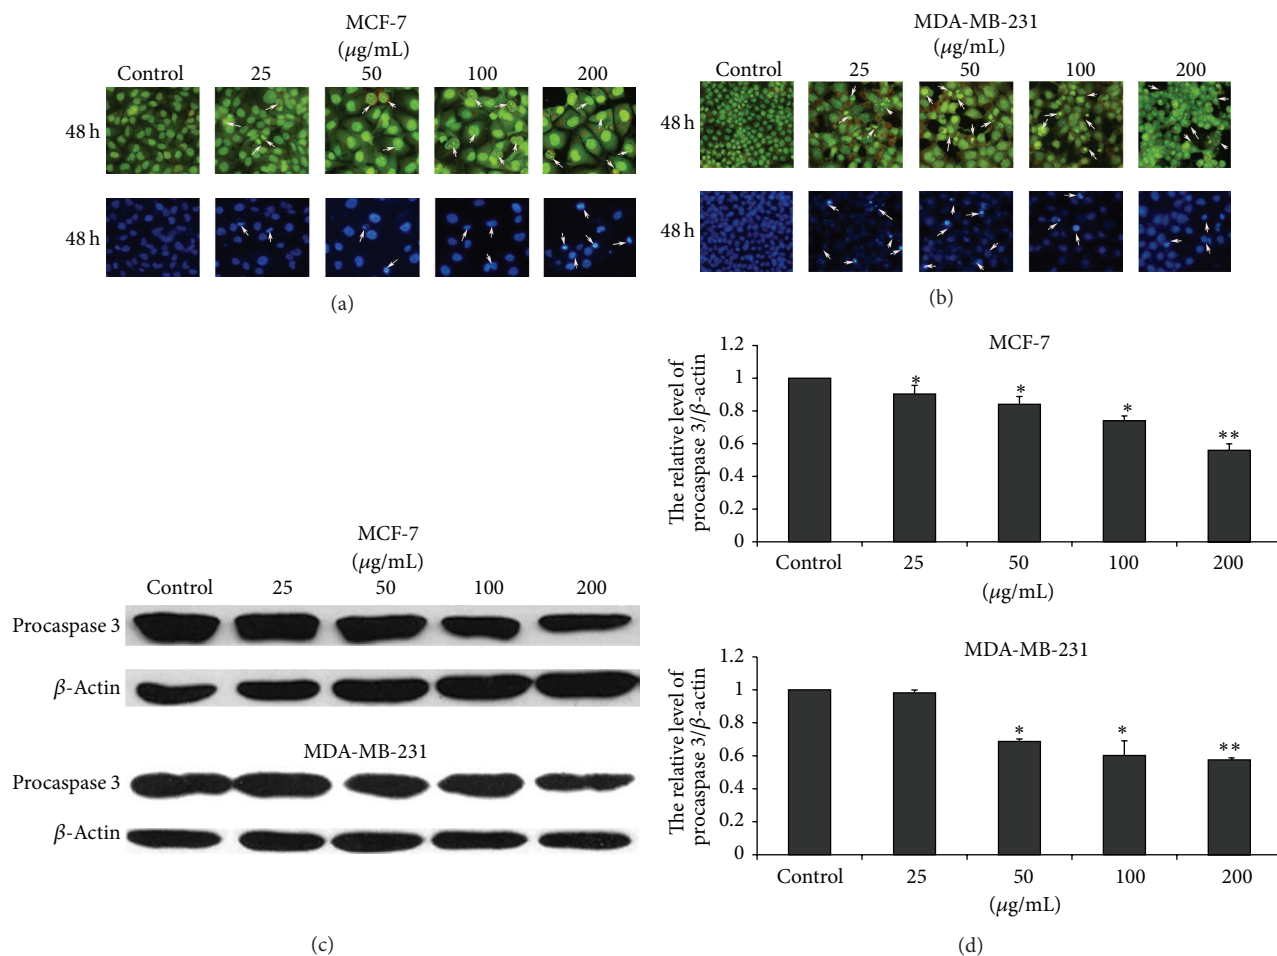 MCF-7
(μg/mL)
Control 25 50 100 200
48 h
48 h
(a)
MDA-MB-231
(μg/mL)
Control 25 50 100 200
48 h
48 h
(b)
MCF-7
(μg/mL)
Control 25 50 100 200
Procaspase 3
β-Actin
MDA-MB-231
Procaspase 3
β-Actin
(c)
MCF-7
The relative level of
procaspase 3/β-actin
1.2
1
0.8
0.6
0.4
0.2
0
* * * **
Control 25 50 100 200
(μg/mL)
MDA-MB-231
The relative level of
procaspase 3/β-actin
1.2
1
0.8
0.6
0.4
0.2
0
* * **
Control 25 50 100 200
(μg/mL)
(d)